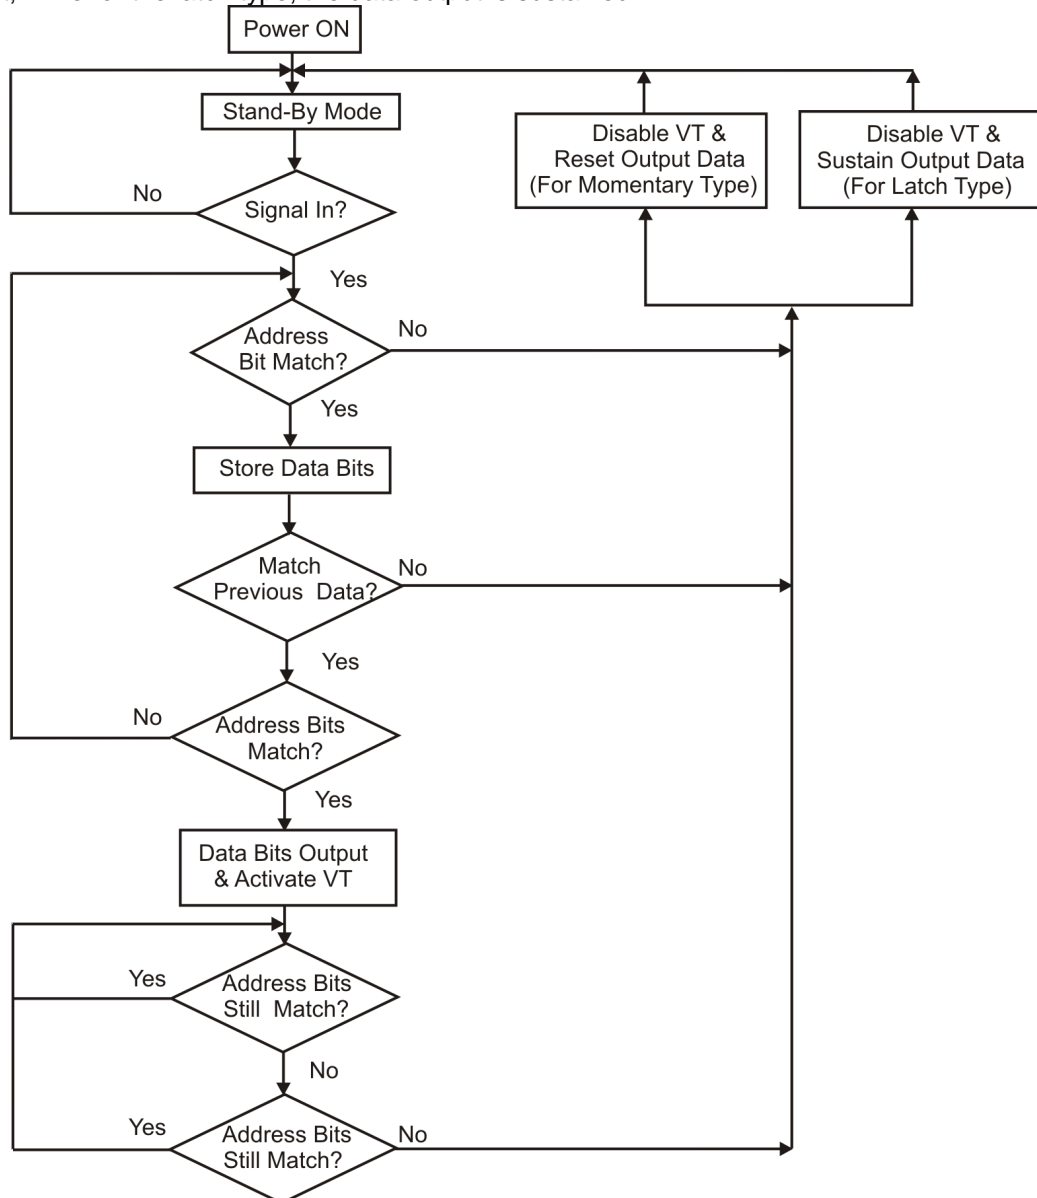 Power ON
Stand-By Mode
Disable VT &
Reset Output Data
(For Momentary Type)
Disable VT &
Sustain Output Data
(For Latch Type)
No
Signal In?
Yes
Address
Bit Match?
No
Yes
Store Data Bits
Match
Previous Data?
No
Yes
No
Address Bits
Match?
Yes
Data Bits Output
& Activate VT
Yes
Address Bits
Still Match?
No
Yes
Address Bits
Still Match?
No